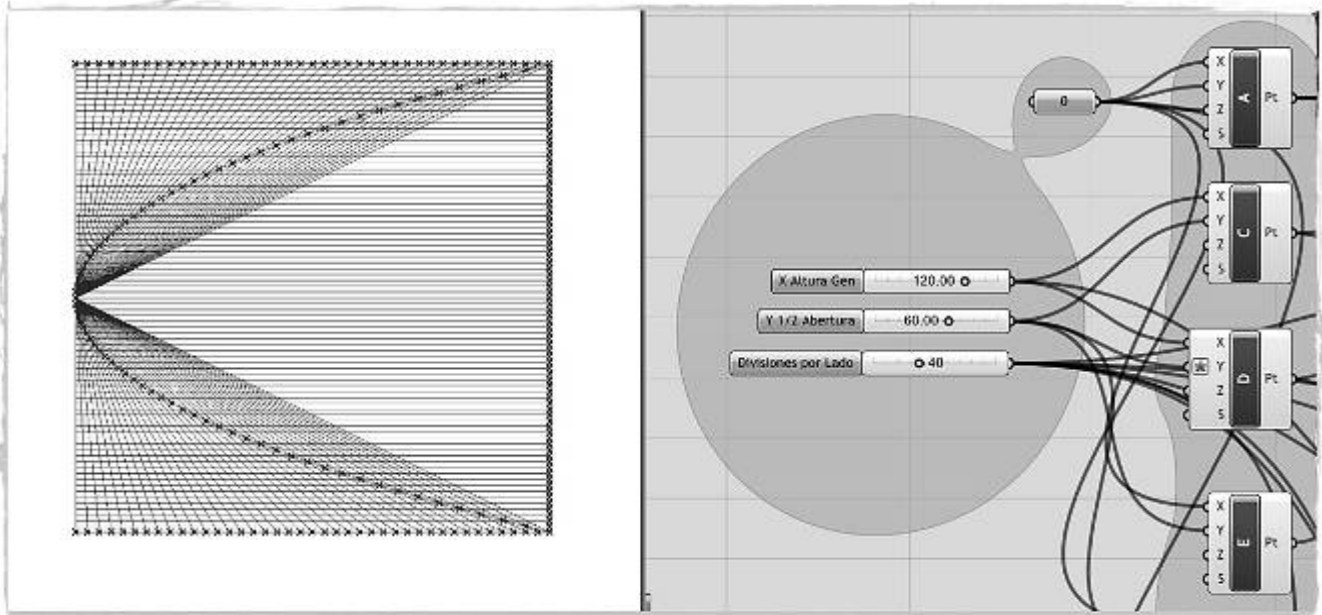 0
X Altura Gen 120.00
Y 1/2 Abertura 60.00
Divisiones por Lado 40
X
Y
Z
S
A
Pt
X
Y
Z
S
C
Pt
X
Y
Z
S
D
Pt
X
Y
Z
S
E
Pt